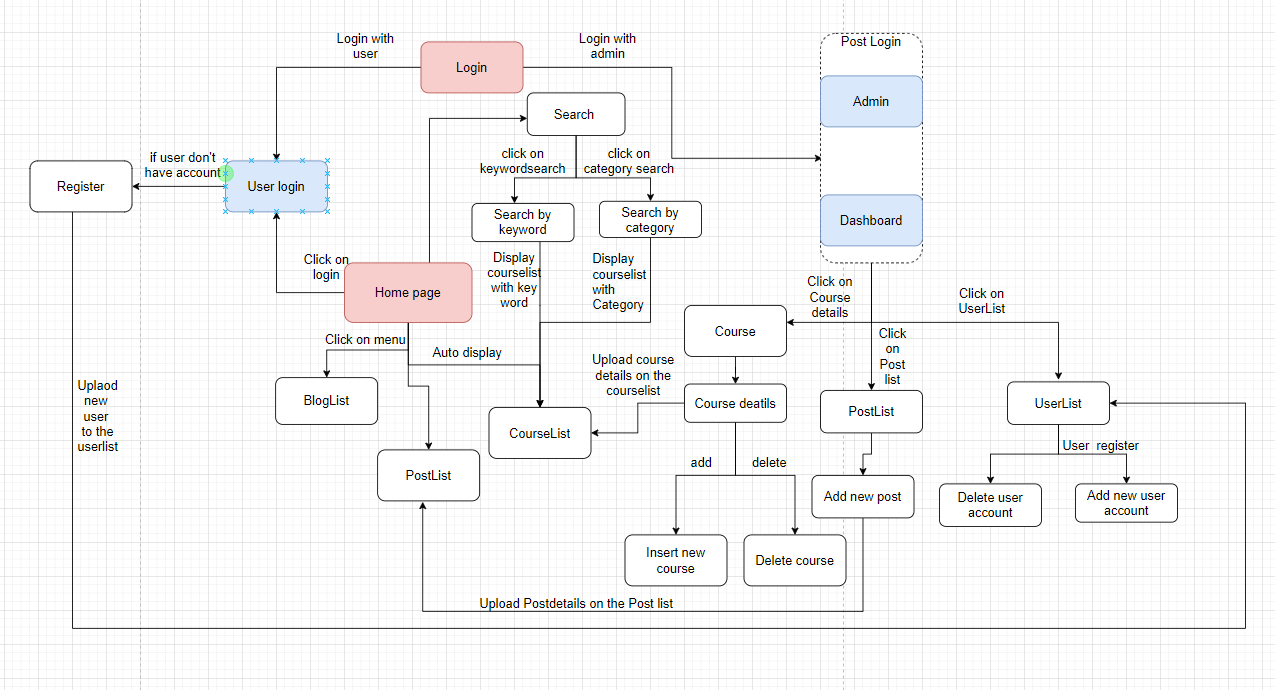 Login with
user
Login with
admin
Post Login
Login
Admin
Search
if user don't
have account
click on
keywordsearch
click on
category search
Register
User login
Search by
keyword
Search by
category
Dashboard
Click on
login
Display
courselist
with key
word
Display
courselist
with
Category
Home page
Click on
Course
details
Click on
UserList
Click on menu
Auto display
Course
Click
on
Post
list
Upload course
details on the
courselist
Uplaod
new
user
to the
userlist
BlogList
Course deatils
PostList
UserList
CourseList
User register
add
delete
PostList
Add new post
Delete user
account
Add new user
account
Insert new
course
Delete course
Upload Postdetails on the Post list